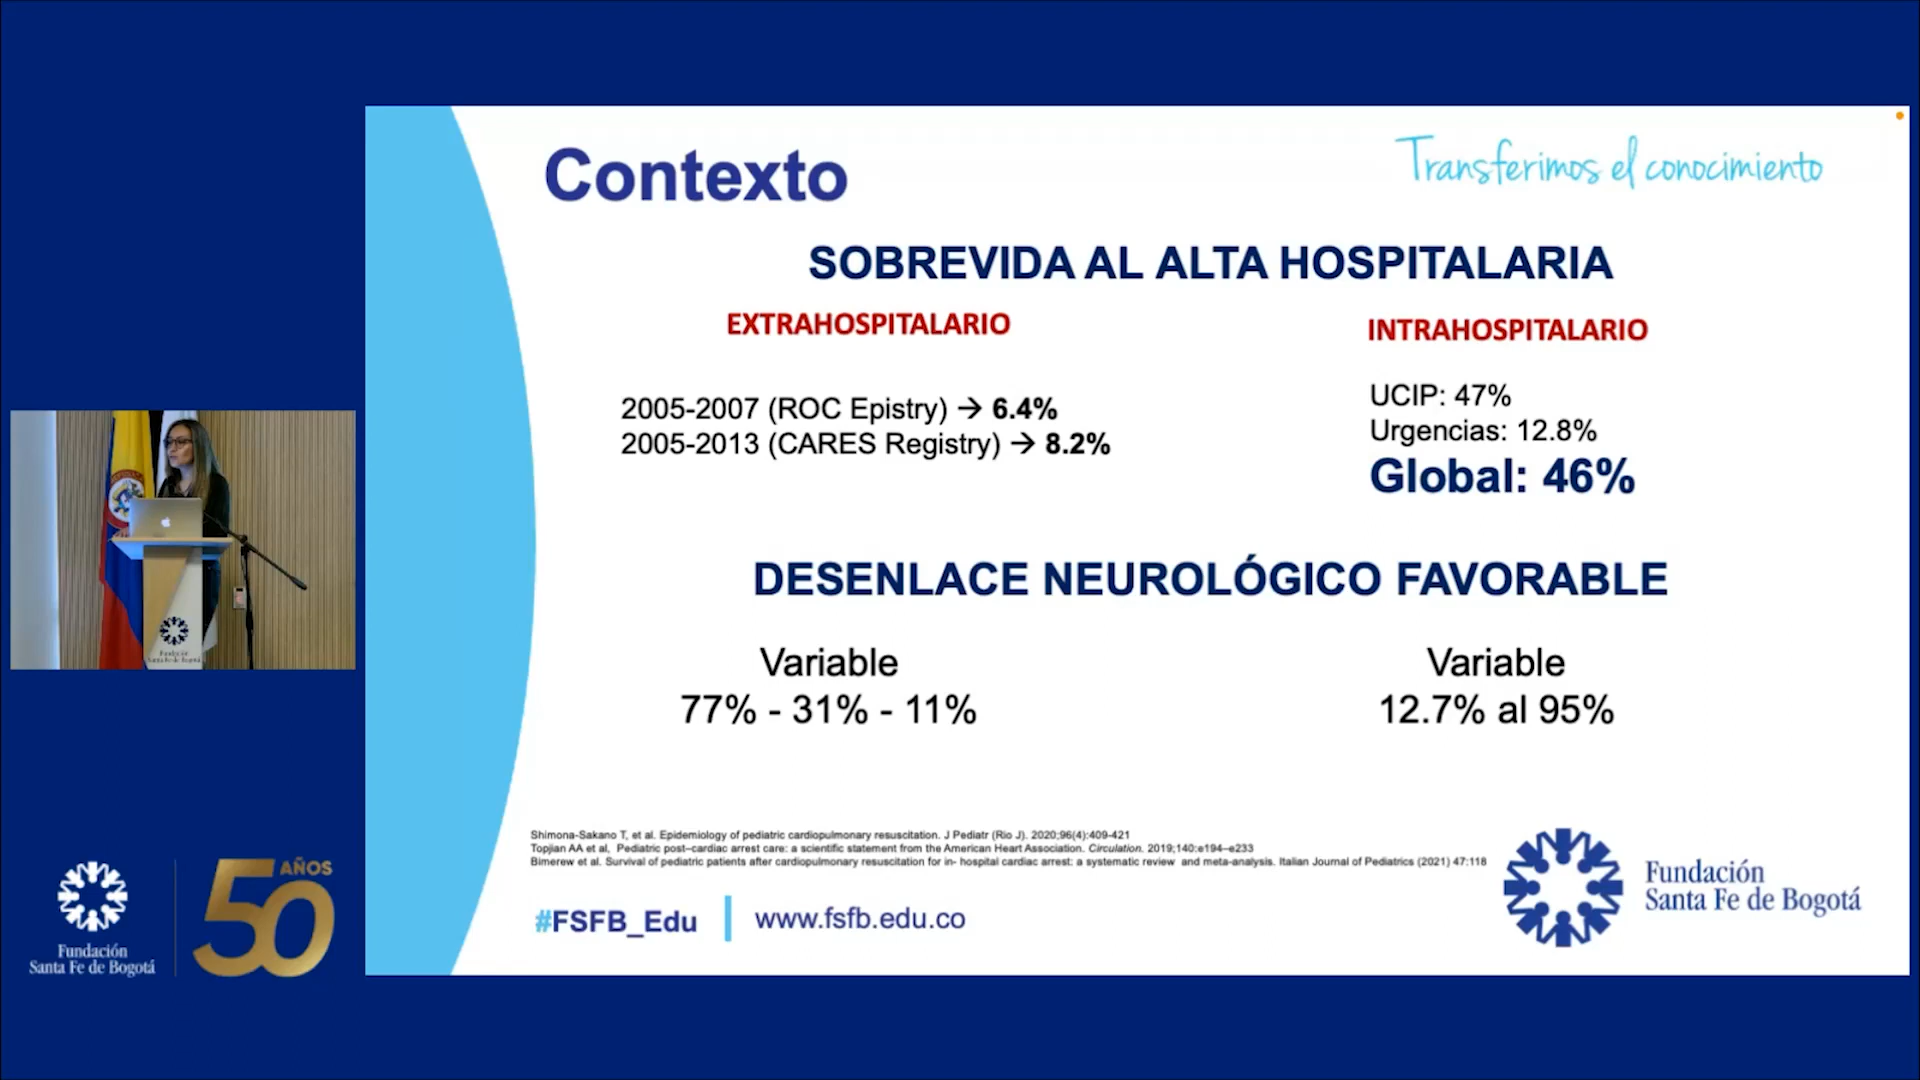 Contexto
Transferimos el conocimiento
SOBREVIDA AL ALTA HOSPITALARIA
EXTRAHOSPITALARIO
2005-2007 (ROC Epistry) → 6.4%
2005-2013 (CARES Registry) → 8.2%
INTRAHOSPITALARIO
UCIP: 47%
Urgencias: 12.8%
Global: 46%
DESENLACE NEUROLÓGICO FAVORABLE
Variable
77% - 31% - 11%
Variable
12.7% al 95%
Shimona-Sakano T, et al. Epidemiology of pediatric cardiopulmonary resuscitation. J Pediatr (Rio J). 2020;96(4):409-421
Topjian AA et al, Pediatric post–cardiac arrest care: a scientific statement from the American Heart Association. Circulation. 2019;140:e194–e233
Bimerew et al. Survival of pediatric patients after cardiopulmonary resuscitation for in- hospital cardiac arrest: a systematic review and meta-analysis. Italian Journal of Pediatrics (2021) 47:118
#FSFB_Edu
www.fsfb.edu.co
Fundación
Santa Fe de Bogotá
Fundación
Santa Fe de Bogotá
50 AÑOS
Fundación
Santa Fe de Bogotá